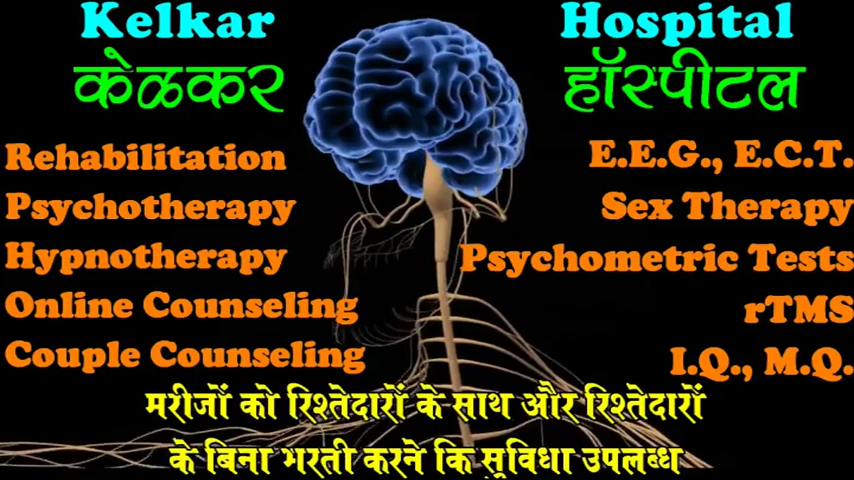 Kelkar Hospital
केळकर हॉस्पीटल
Rehabilitation
Psychotherapy
Hypnotherapy
Online Counseling
Couple Counseling
E.E.G., E.C.T.
Sex Therapy
Psychometric Tests
rTMS
I.Q., M.Q.
मरीजों को रिश्तेदारों के साथ और रिश्तेदारों
के बिना भरती करने कि सुविधा उपलब्ध